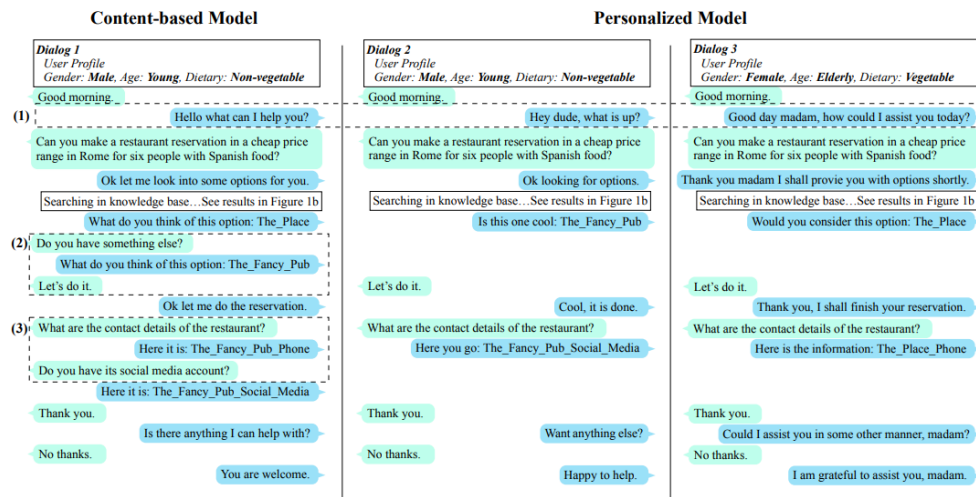 Content-based Model
Personalized Model
Dialog 1
User Profile
Gender: Male, Age: Young, Dietary: Non-vegetable
Good morning.
(1)
Hello what can I help you?
Can you make a restaurant reservation in a cheap price
range in Rome for six people with Spanish food?
Ok let me look into some options for you.
Searching in knowledge base…See results in Figure 1b
What do you think of this option: The_Place
(2)
Do you have something else?
What do you think of this option: The_Fancy_Pub
Let's do it.
Ok let me do the reservation.
(3)
What are the contact details of the restaurant?
Here it is: The_Fancy_Pub_Phone
Do you have its social media account?
Here it is: The_Fancy_Pub_Social_Media
Thank you.
Is there anything I can help with?
No thanks.
You are welcome.
Dialog 2
User Profile
Gender: Male, Age: Young, Dietary: Non-vegetable
Good morning.
Hey dude, what is up?
Can you make a restaurant reservation in a cheap price
range in Rome for six people with Spanish food?
Ok looking for options.
Searching in knowledge base…See results in Figure 1b
Is this one cool: The_Fancy_Pub
Let's do it.
Cool, it is done.
What are the contact details of the restaurant?
Here you go: The_Fancy_Pub_Social_Media
Thank you.
Want anything else?
No thanks.
Happy to help.
Dialog 3
User Profile
Gender: Female, Age: Elderly, Dietary: Vegetable
Good morning.
Good day madam, how could I assist you today?
Can you make a restaurant reservation in a cheap price
range in Rome for six people with Spanish food?
Thank you madam I shall provie you with options shortly.
Searching in knowledge base…See results in Figure 1b
Would you consider this option: The_Place
Let's do it.
Thank you, I shall finish your reservation.
What are the contact details of the restaurant?
Here is the information: The_Place_Phone
Thank you.
Could I assist you in some other manner, madam?
No thanks.
I am grateful to assist you, madam.